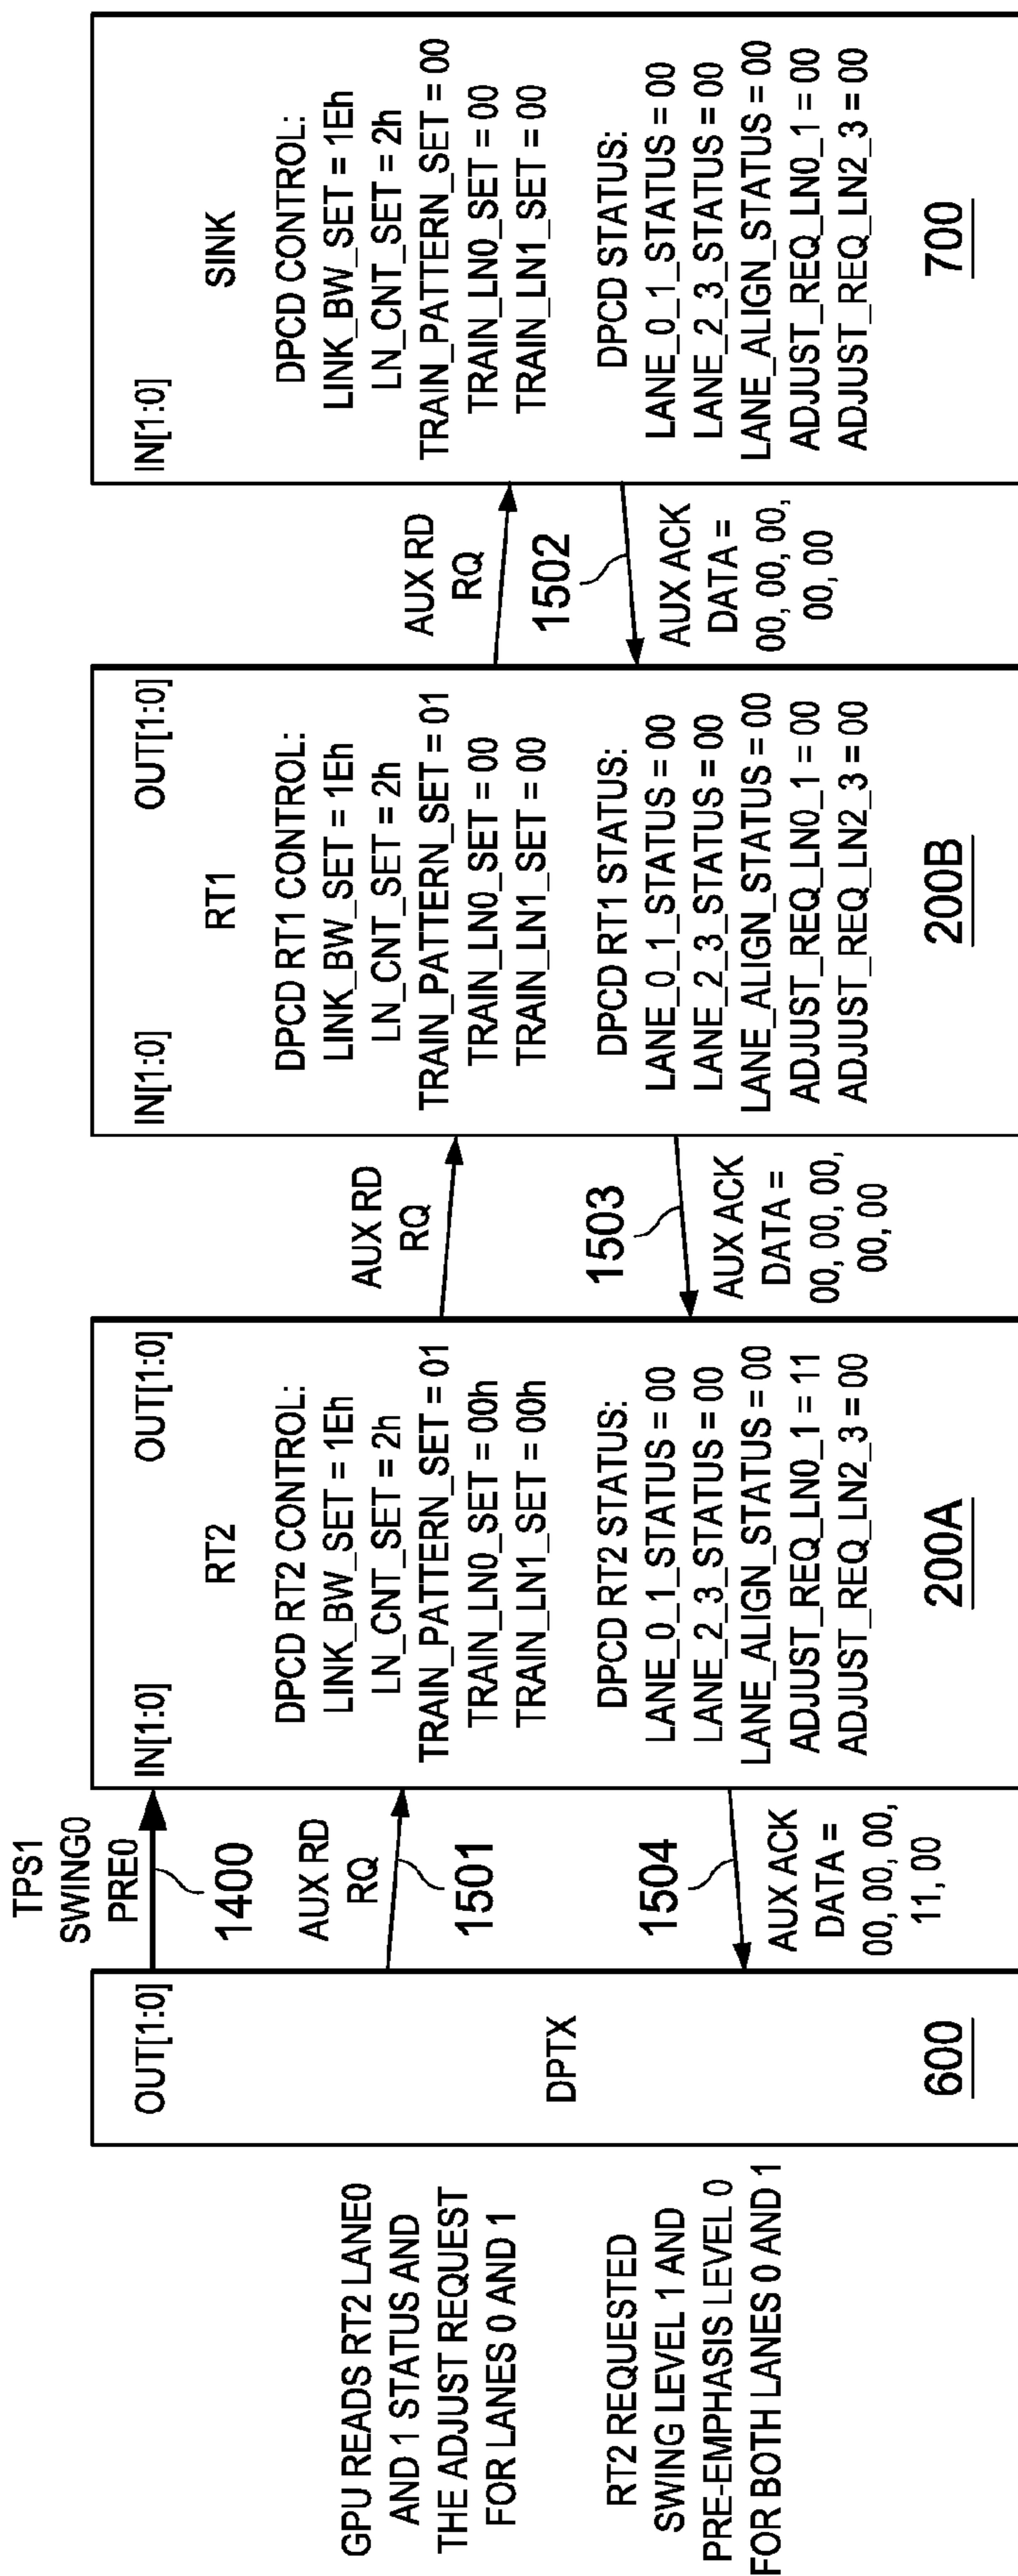 GPU READS RT2 LANE0
AND 1 STATUS AND
THE ADJUST REQUEST
FOR LANES 0 AND 1
RT2 REQUESTED
SWING LEVEL 1 AND
PRE-EMPHASIS LEVEL 0
FOR BOTH LANES 0 AND 1
OUT[1:0]
DPTX
600
TPS1
SWING0
PRE0
1400
AUX RD
RQ
1501
1504
AUX ACK
DATA =
00, 00, 00,
11, 00
IN[1:0]
OUT[1:0]
RT2
DPCD RT2 CONTROL:
LINK_BW_SET = 1Eh
LN_CNT_SET = 2h
TRAIN_PATTERN_SET = 01
TRAIN_LN0_SET = 00h
TRAIN_LN1_SET = 00h
DPCD RT2 STATUS:
LANE_0_1_STATUS = 00
LANE_2_3_STATUS = 00
LANE_ALIGN_STATUS = 00
ADJUST_REQ_LN0_1 = 11
ADJUST_REQ_LN2_3 = 00
200A
AUX RD
RQ
1503
AUX ACK
DATA =
00, 00, 00,
00, 00
IN[1:0]
OUT[1:0]
RT1
DPCD RT1 CONTROL:
LINK_BW_SET = 1Eh
LN_CNT_SET = 2h
TRAIN_PATTERN_SET = 01
TRAIN_LN0_SET = 00
TRAIN_LN1_SET = 00
DPCD RT1 STATUS:
LANE_0_1_STATUS = 00
LANE_2_3_STATUS = 00
LANE_ALIGN_STATUS = 00
ADJUST_REQ_LN0_1 = 00
ADJUST_REQ_LN2_3 = 00
200B
AUX RD
RQ
1502
AUX ACK
DATA =
00, 00, 00,
00, 00
IN[1:0]
SINK
DPCD CONTROL:
LINK_BW_SET = 1Eh
LN_CNT_SET = 2h
TRAIN_PATTERN_SET = 00
TRAIN_LN0_SET = 00
TRAIN_LN1_SET = 00
DPCD STATUS:
LANE_0_1_STATUS = 00
LANE_2_3_STATUS = 00
LANE_ALIGN_STATUS = 00
ADJUST_REQ_LN0_1 = 00
ADJUST_REQ_LN2_3 = 00
700